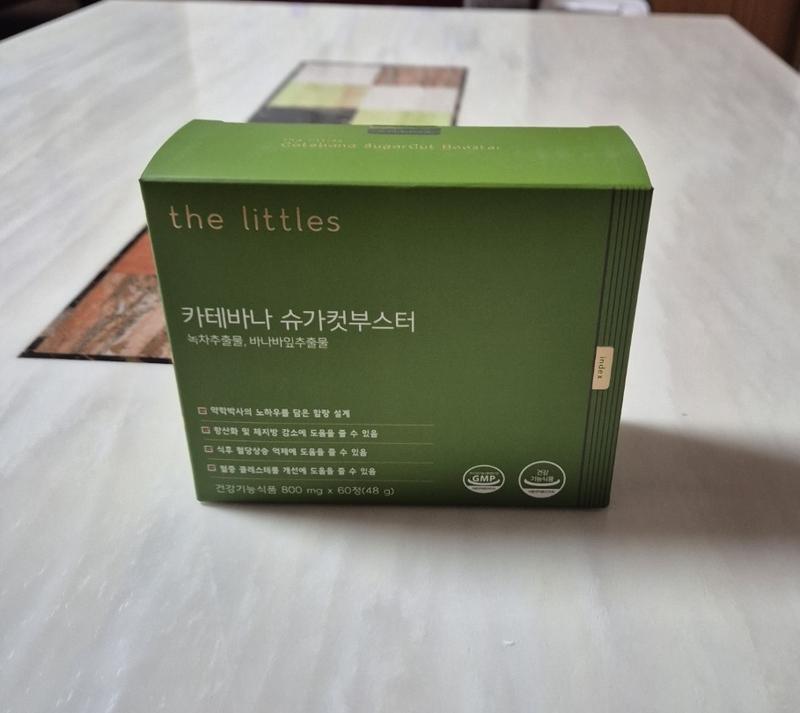 Catebana SugarCut Booster
the littles
카테바나 슈가컷부스터
녹차추출물, 바나바잎추출물
index
약학박사의 노하우를 담은 함량 설계
항산화 및 체지방 감소에 도움을 줄 수 있음
식후 혈당상승 억제에 도움을 줄 수 있음
혈중 콜레스테롤 개선에 도움을 줄 수 있음
건강기능식품 800 mg x 60정(48 g)
GMP
건강
기능식품